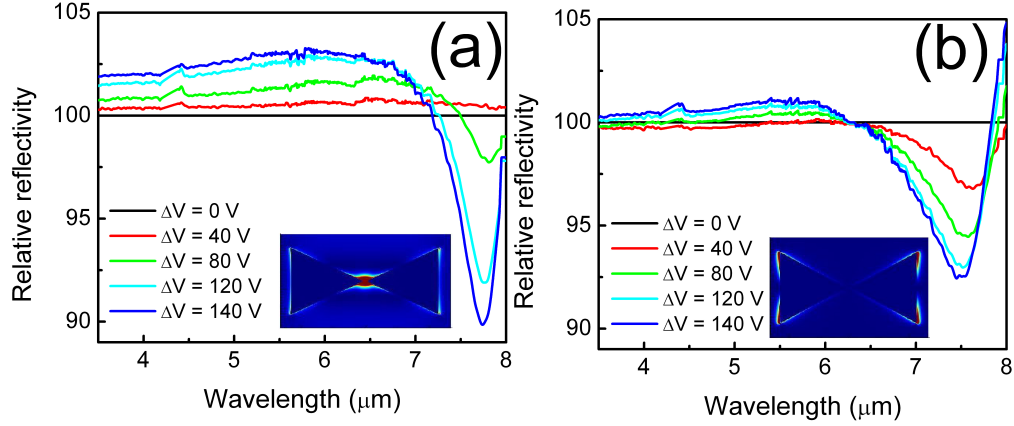 (a)
105
100
95
90
Relative reflectivity
ΔV = 0 V
ΔV = 40 V
ΔV = 80 V
ΔV = 120 V
ΔV = 140 V
4 5 6 7 8
Wavelength (μm)
(b)
105
100
95
90
Relative reflectivity
ΔV = 0 V
ΔV = 40 V
ΔV = 80 V
ΔV = 120 V
ΔV = 140 V
4 5 6 7 8
Wavelength (μm)